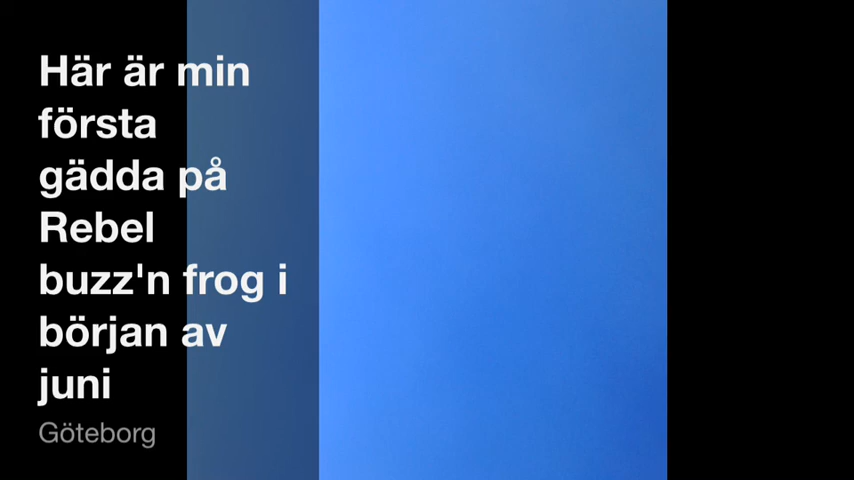 Här är min
första
gädda på
Rebel
buzz'n frog i
början av
juni
Göteborg